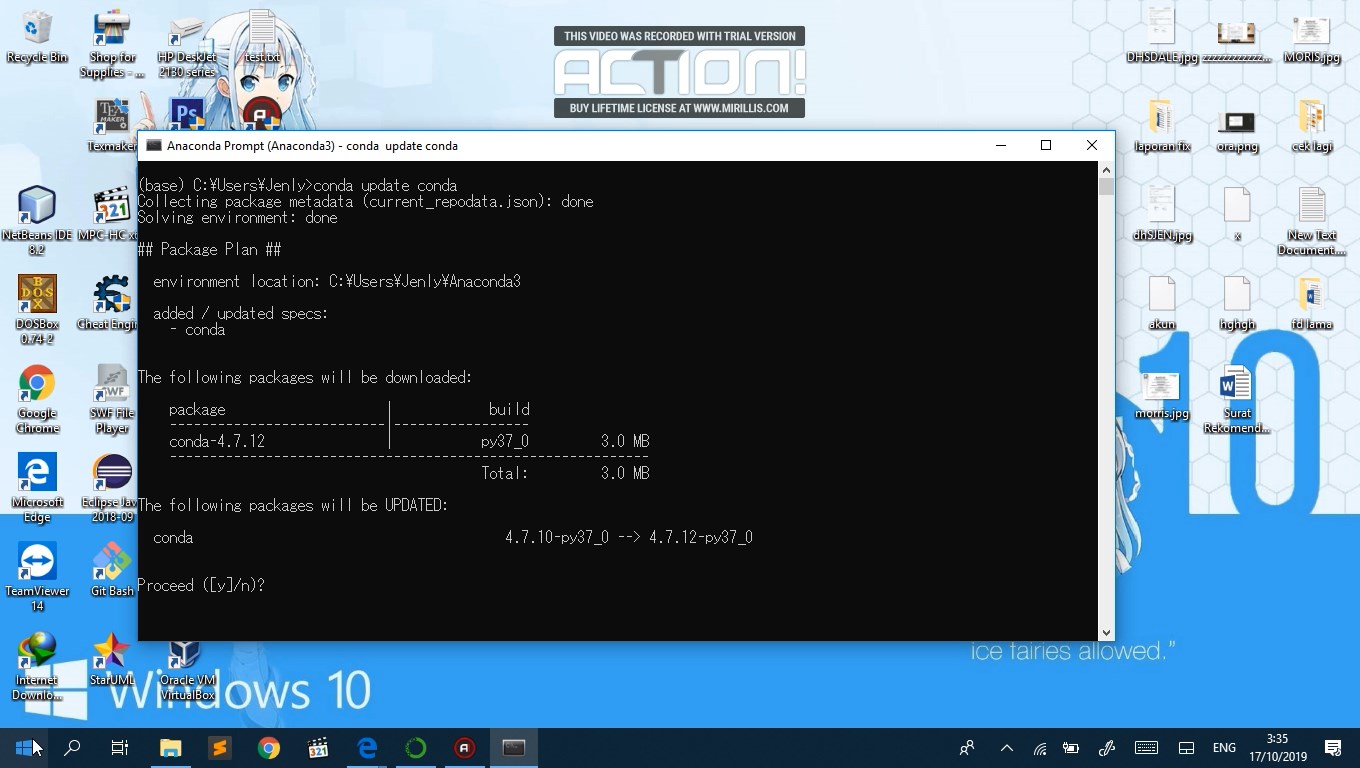 Recycle Bin
Shop for
Supplies - ...
HP DeskJet
2130 series
test.txt
THIS VIDEO WAS RECORDED WITH TRIAL VERSION
ACTION!
BUY LIFETIME LICENSE AT WWW.MIRILLIS.COM
DHSDALE.jpg
zzzzzzzzzzzz...
MORIS.jpg
TEX
MAKER
Ps
Texmaker
laporan fix
ora.png
cek lagi
Anaconda Prompt (Anaconda3) - conda  update conda
(base) C:¥Users¥Jenly>conda update conda
Collecting package metadata (current_repodata.json): done
Solving environment: done
## Package Plan ##
environment location: C:¥Users¥Jenly¥Anaconda3
added / updated specs:
- conda
The following packages will be downloaded:
package | build
---------------------------|-----------------
conda-4.7.12 | py37_0 3.0 MB
------------------------------------------------------------
Total: 3.0 MB
The following packages will be UPDATED:
conda 4.7.10-py37_0 --> 4.7.12-py37_0
Proceed ([y]/n)?
NetBeans IDE
8.2
321
MPC-HC x
DOSBox
0.74-2
Cheat Engi
Google
Chrome
SWF
SWF File
Player
Microsoft
Edge
Eclipse Jav
2018-09
TeamViewer
14
Git Bash
Internet
Downlo...
StarUML
Oracle VM
VirtualBox
dhSJEN.jpg
x
New Text
Document....
akun
hghgh
fd lama
morris.jpg
Surat
Rekomend...
10
ice fairies allowed.”
Windows 10
321
ENG
3:35
17/10/2019